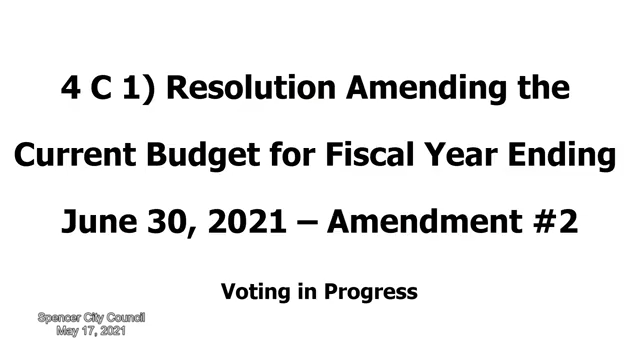 4 C 1) Resolution Amending the
Current Budget for Fiscal Year Ending
June 30, 2021 – Amendment #2
Voting in Progress
Spencer City Council
May 17, 2021